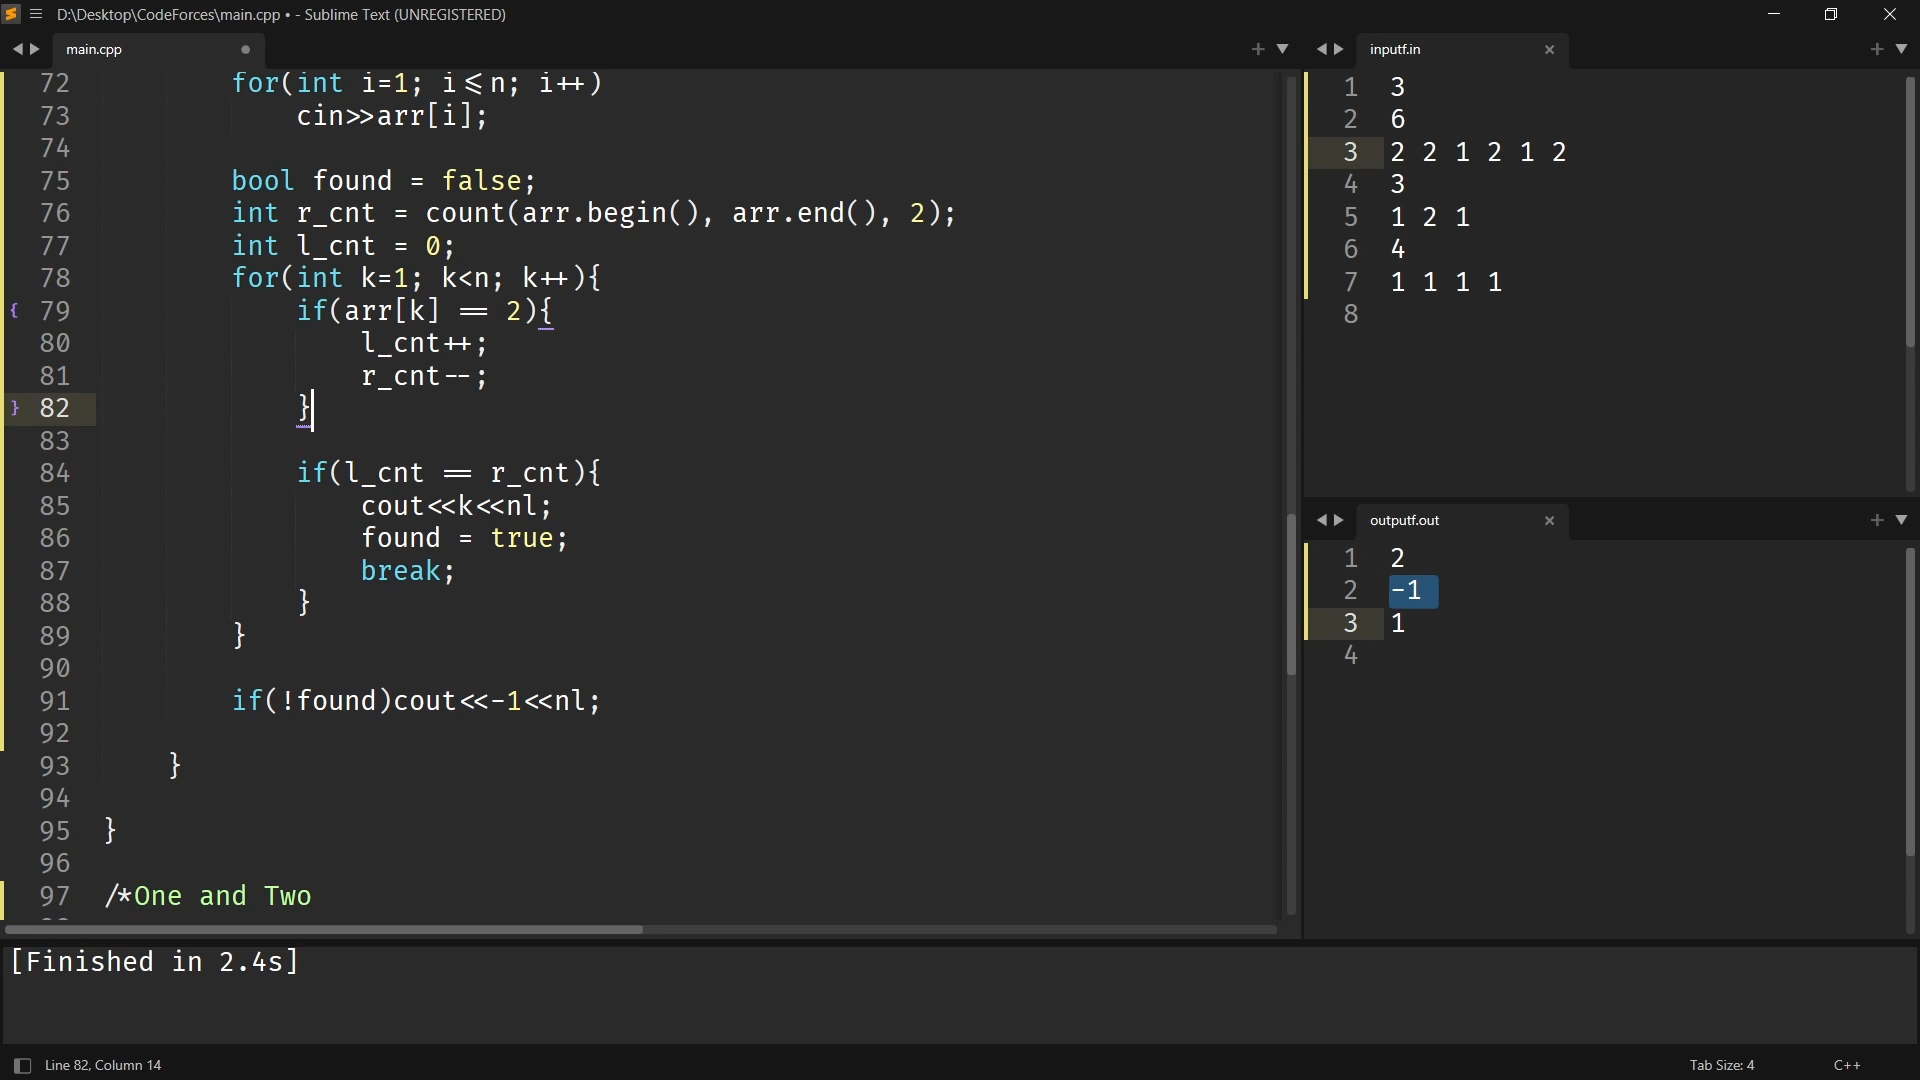 D:\Desktop\CodeForces\main.cpp • - Sublime Text (UNREGISTERED)
main.cpp
72 for(int i=1; i<=n; i++)
73 cin>>arr[i];
74
75 bool found = false;
76 int r_cnt = count(arr.begin(), arr.end(), 2);
77 int l_cnt = 0;
78 for(int k=1; k<n; k++){
79 if(arr[k] == 2){
80 l_cnt++;
81 r_cnt--;
82 }
83
84 if(l_cnt == r_cnt){
85 cout<<k<<nl;
86 found = true;
87 break;
88 }
89 }
90
91 if(!found)cout<<-1<<nl;
92
93 }
94
95 }
96
97 /*One and Two
inputf.in
1 3
2 6
3 2 2 1 2 1 2
4 3
5 1 2 1
6 4
7 1 1 1 1
8
outputf.out
1 2
2 -1
3 1
4
[Finished in 2.4s]
Line 82, Column 14
Tab Size: 4
C++